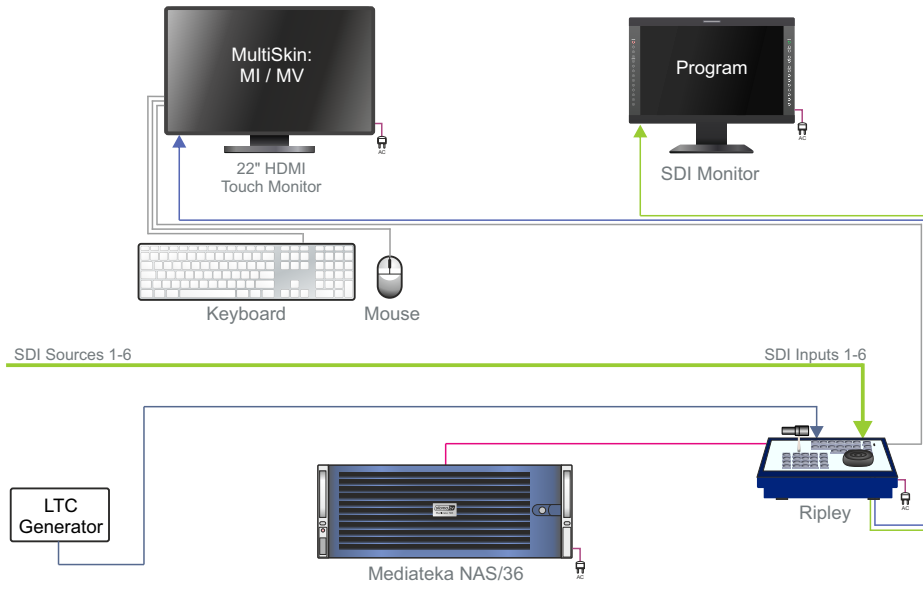 MultiSkin:
MI / MV
Program
AC
AC
22" HDMI
Touch Monitor
SDI Monitor
Keyboard
Mouse
SDI Sources 1-6
SDI Inputs 1-6
LTC
Generator
Ripley
AC
Mediateka NAS/36
AC